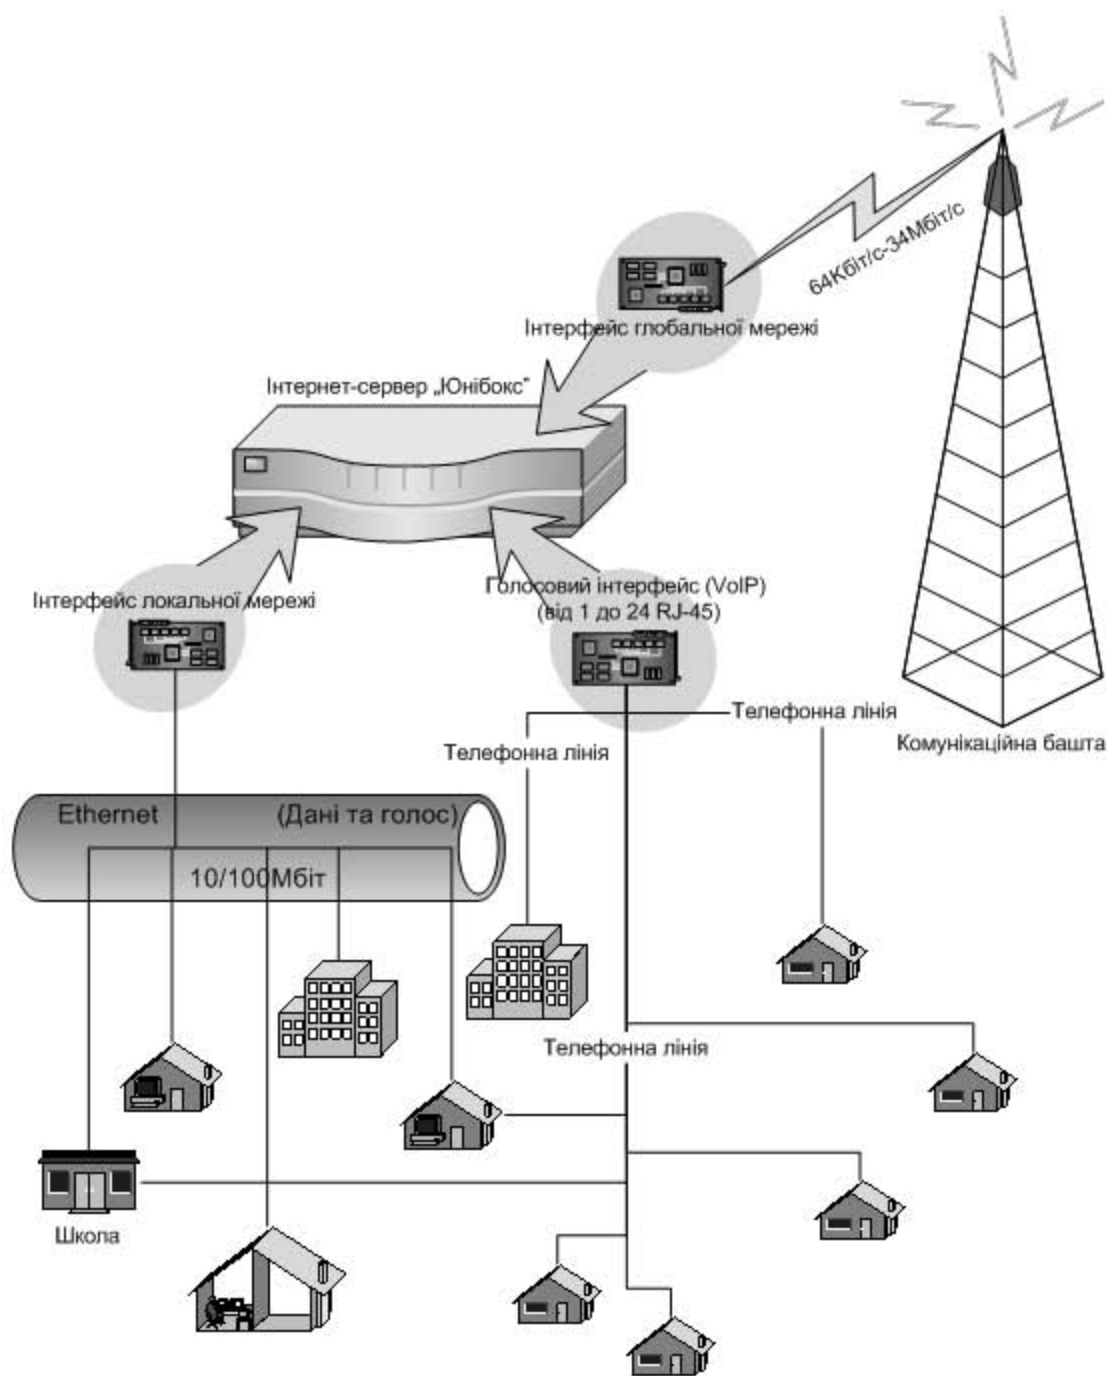 64Кбіт/с-34Мбіт/с
Інтерфейс глобальної мережі
Інтернет-сервер „Юнібокс”
Інтерфейс локальної мережі
Голосовий інтерфейс (VoIP)
(від 1 до 24 RJ-45)
Телефонна лінія
Комунікаційна башта
Телефонна лінія
Ethernet (Дані та голос)
10/100Мбіт
Телефонна лінія
Школа